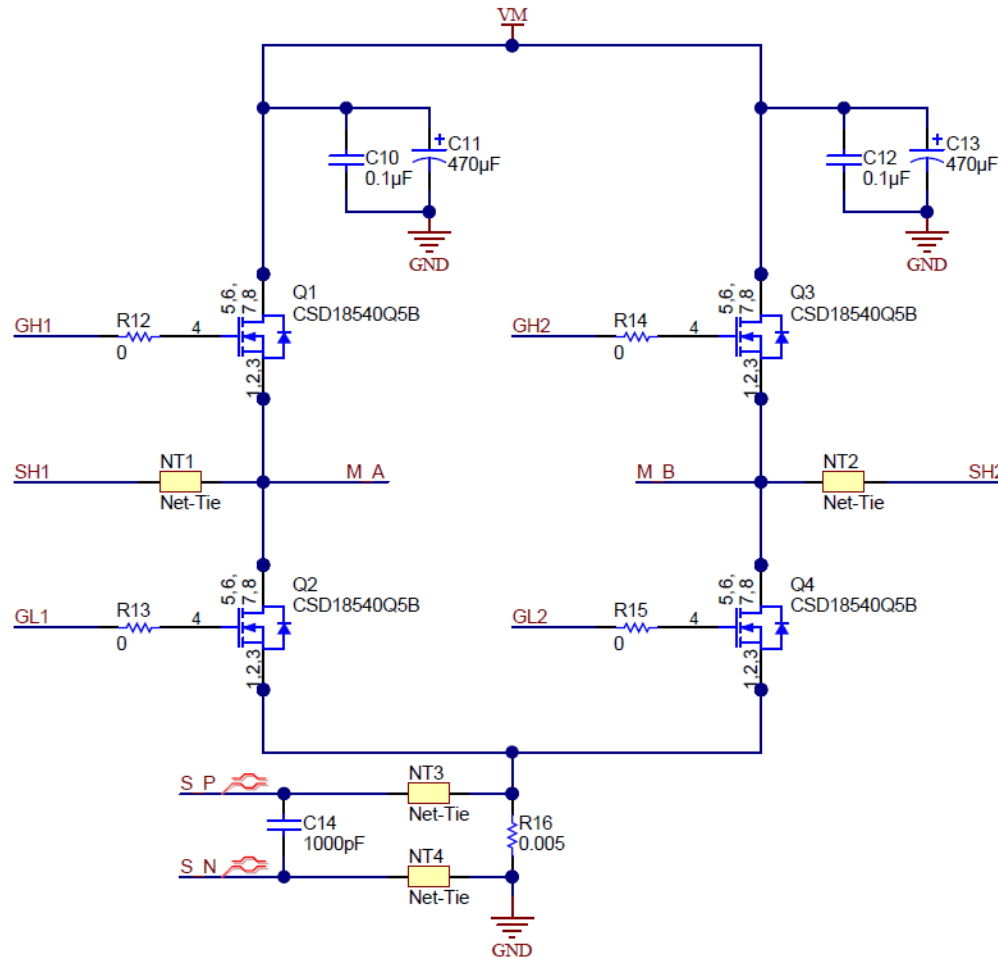 VM
C10
0.1µF
C11
470µF
GND
C12
0.1µF
C13
470µF
GND
GH1
R12
0
4
5,6,
7,8
1,2,3
Q1
CSD18540Q5B
GH2
R14
0
4
5,6,
7,8
1,2,3
Q3
CSD18540Q5B
SH1
NT1
Net-Tie
M_A
M_B
NT2
Net-Tie
SH2
GL1
R13
0
4
5,6,
7,8
1,2,3
Q2
CSD18540Q5B
GL2
R15
0
4
5,6,
7,8
1,2,3
Q4
CSD18540Q5B
S_P
NT3
Net-Tie
C14
1000pF
R16
0.005
S_N
NT4
Net-Tie
GND